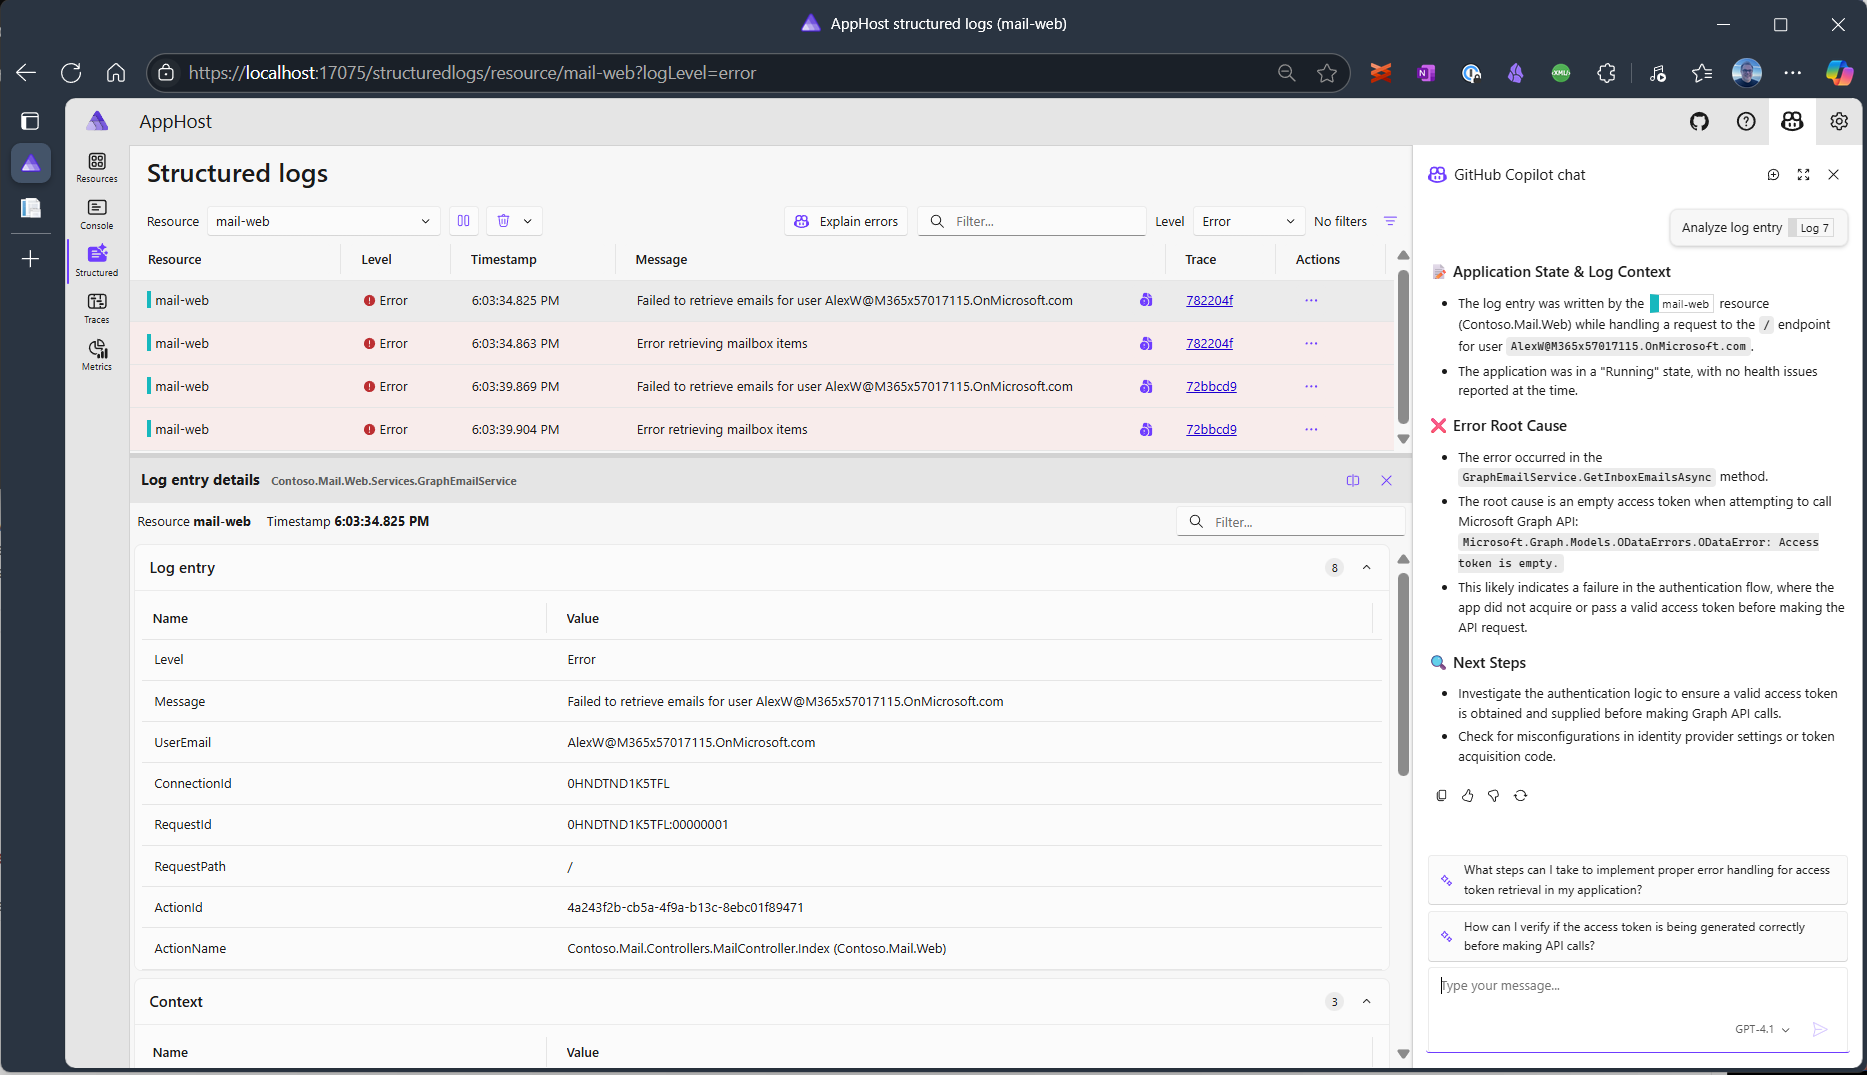 AppHost structured logs (mail-web)
https://localhost:17075/structuredlogs/resource/mail-web?logLevel=error
AppHost
Resources
Console
Structured
Traces
Metrics
Structured logs
Resource
mail-web
Explain errors
Filter...
Level
Error
No filters
Resource Level Timestamp Message Trace Actions
mail-web Error 6:03:34.825 PM Failed to retrieve emails for user AlexW@M365x57017115.OnMicrosoft.com 782204f ...
mail-web Error 6:03:34.863 PM Error retrieving mailbox items 782204f ...
mail-web Error 6:03:39.869 PM Failed to retrieve emails for user AlexW@M365x57017115.OnMicrosoft.com 72bbcd9 ...
mail-web Error 6:03:39.904 PM Error retrieving mailbox items 72bbcd9 ...
Log entry details Contoso.Mail.Web.Services.GraphEmailService
Resource mail-web Timestamp 6:03:34.825 PM
Filter...
Log entry 8
Name Value
Level Error
Message Failed to retrieve emails for user AlexW@M365x57017115.OnMicrosoft.com
UserEmail AlexW@M365x57017115.OnMicrosoft.com
ConnectionId 0HNDTND1K5TFL
RequestId 0HNDTND1K5TFL:00000001
RequestPath /
ActionId 4a243f2b-cb5a-4f9a-b13c-8ebc01f89471
ActionName Contoso.Mail.Controllers.MailController.Index (Contoso.Mail.Web)
Context 3
Name Value
GitHub Copilot chat
Analyze log entry Log 7
Application State & Log Context
• The log entry was written by the mail-web resource
(Contoso.Mail.Web) while handling a request to the / endpoint
for user AlexW@M365x57017115.OnMicrosoft.com.
• The application was in a "Running" state, with no health issues
reported at the time.
❌ Error Root Cause
• The error occurred in the
GraphEmailService.GetInboxEmailsAsync method.
• The root cause is an empty access token when attempting to call
Microsoft Graph API:
Microsoft.Graph.Models.ODataErrors.ODataError: Access
token is empty.
• This likely indicates a failure in the authentication flow, where the
app did not acquire or pass a valid access token before making the
API request.
Next Steps
• Investigate the authentication logic to ensure a valid access token
is obtained and supplied before making Graph API calls.
• Check for misconfigurations in identity provider settings or token
acquisition code.
What steps can I take to implement proper error handling for access
token retrieval in my application?
How can I verify if the access token is being generated correctly
before making API calls?
Type your message...
GPT-4.1